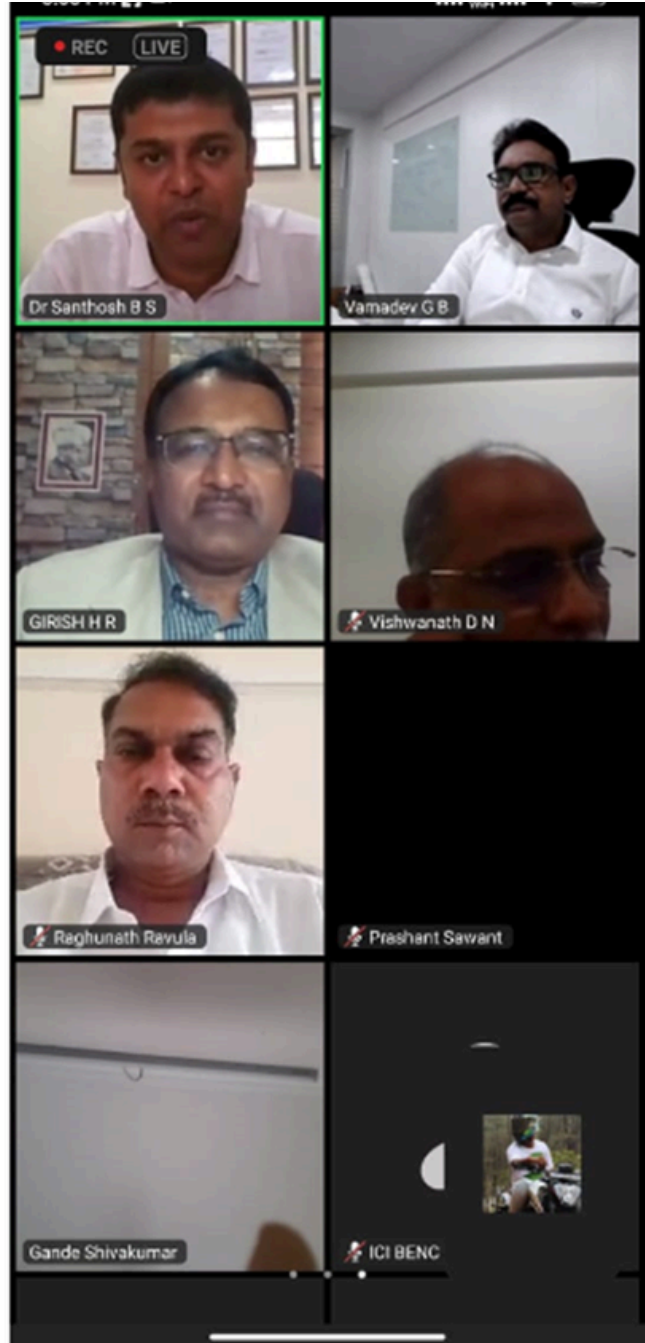 REC LIVE
Dr Santhosh B S
Vamadev G B
GIRISH H R
Vishwanath D N
Raghunath Ravula
Prashant Sawant
Gande Shivakumar
ICI BENC